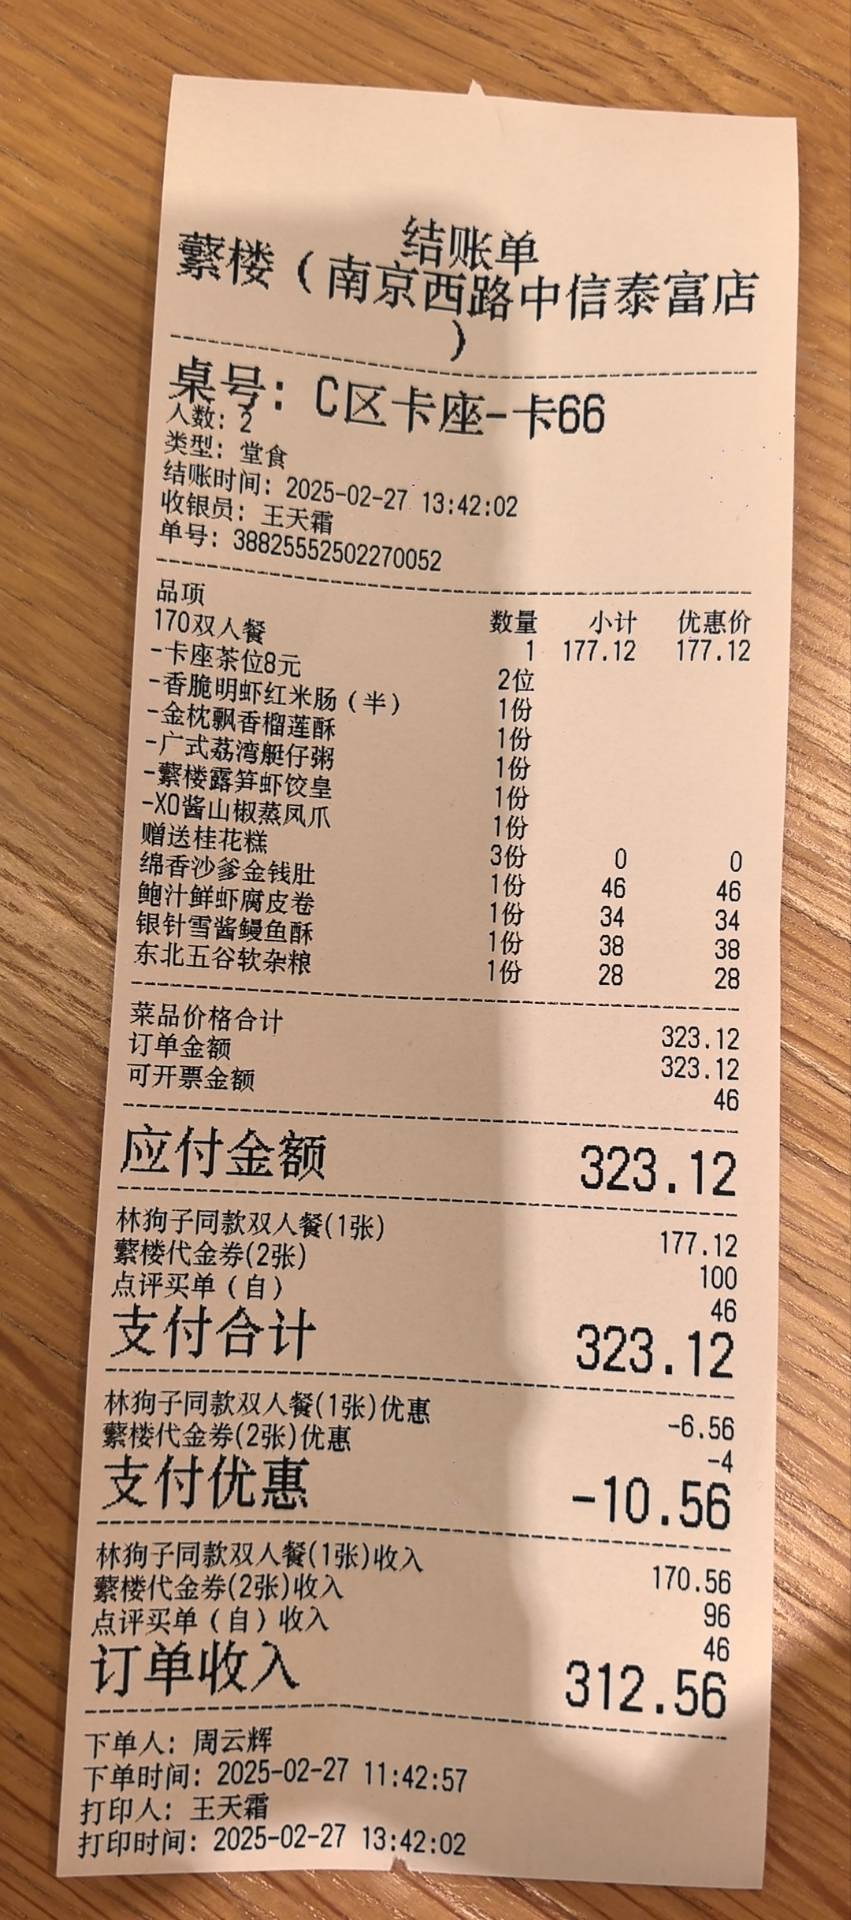 结账单
蘩楼（南京西路中信泰富店
）
桌号: C区卡座-卡66
人数: 2
类型: 堂食
结账时间: 2025-02-27 13:42:02
收银员: 王天霜
单号: 38825552502270052
品项 数量 小计 优惠价
170双人餐 1 177.12 177.12
-卡座茶位8元 2位
-香脆明虾红米肠（半） 1份
-金枕飘香榴莲酥 1份
-广式荔湾艇仔粥 1份
-蘩楼露笋虾饺皇 1份
-XO酱山椒蒸凤爪 1份
赠送桂花糕 3份 0 0
绵香沙爹金钱肚 1份 46 46
鲍汁鲜虾腐皮卷 1份 34 34
银针雪酱鳗鱼酥 1份 38 38
东北五谷软杂粮 1份 28 28
菜品价格合计 323.12
订单金额 323.12
可开票金额 46
应付金额 323.12
林狗子同款双人餐(1张) 177.12
蘩楼代金券(2张) 100
点评买单（自） 46
支付合计 323.12
林狗子同款双人餐(1张)优惠 -6.56
蘩楼代金券(2张)优惠 -4
支付优惠 -10.56
林狗子同款双人餐(1张)收入 170.56
蘩楼代金券(2张)收入 96
点评买单（自）收入 46
订单收入 312.56
下单人: 周云辉
下单时间: 2025-02-27 11:42:57
打印人: 王天霜
打印时间: 2025-02-27 13:42:02